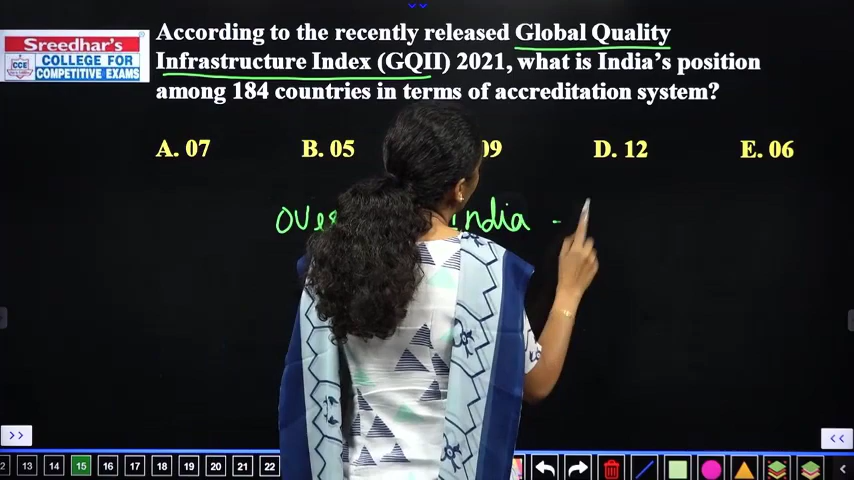 According to the recently released Global Quality
Infrastructure Index (GQII) 2021, what is India's position
among 184 countries in terms of accreditation system?
Sreedhar's
CCE
COLLEGE FOR
COMPETITIVE EXAMS
A. 07 B. 05 09 D. 12 E. 06
India -
>> <<
2 13 14 15 16 17 18 19 20 21 22